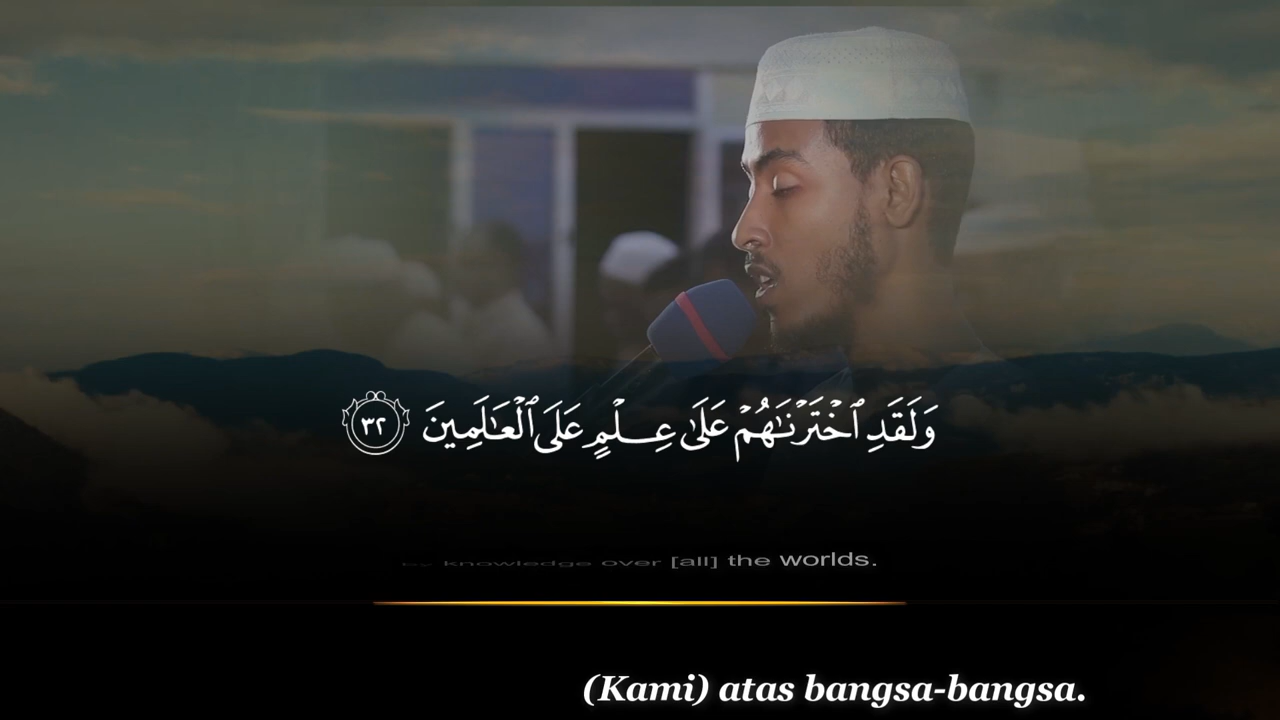 وَلَقَدِ ٱخْتَرْنَـٰهُمْ عَلَىٰ عِلْمٍ عَلَى ٱلْعَـٰلَمِينَ ٣٢
knowledge over [all] the worlds.
(Kami) atas bangsa-bangsa.